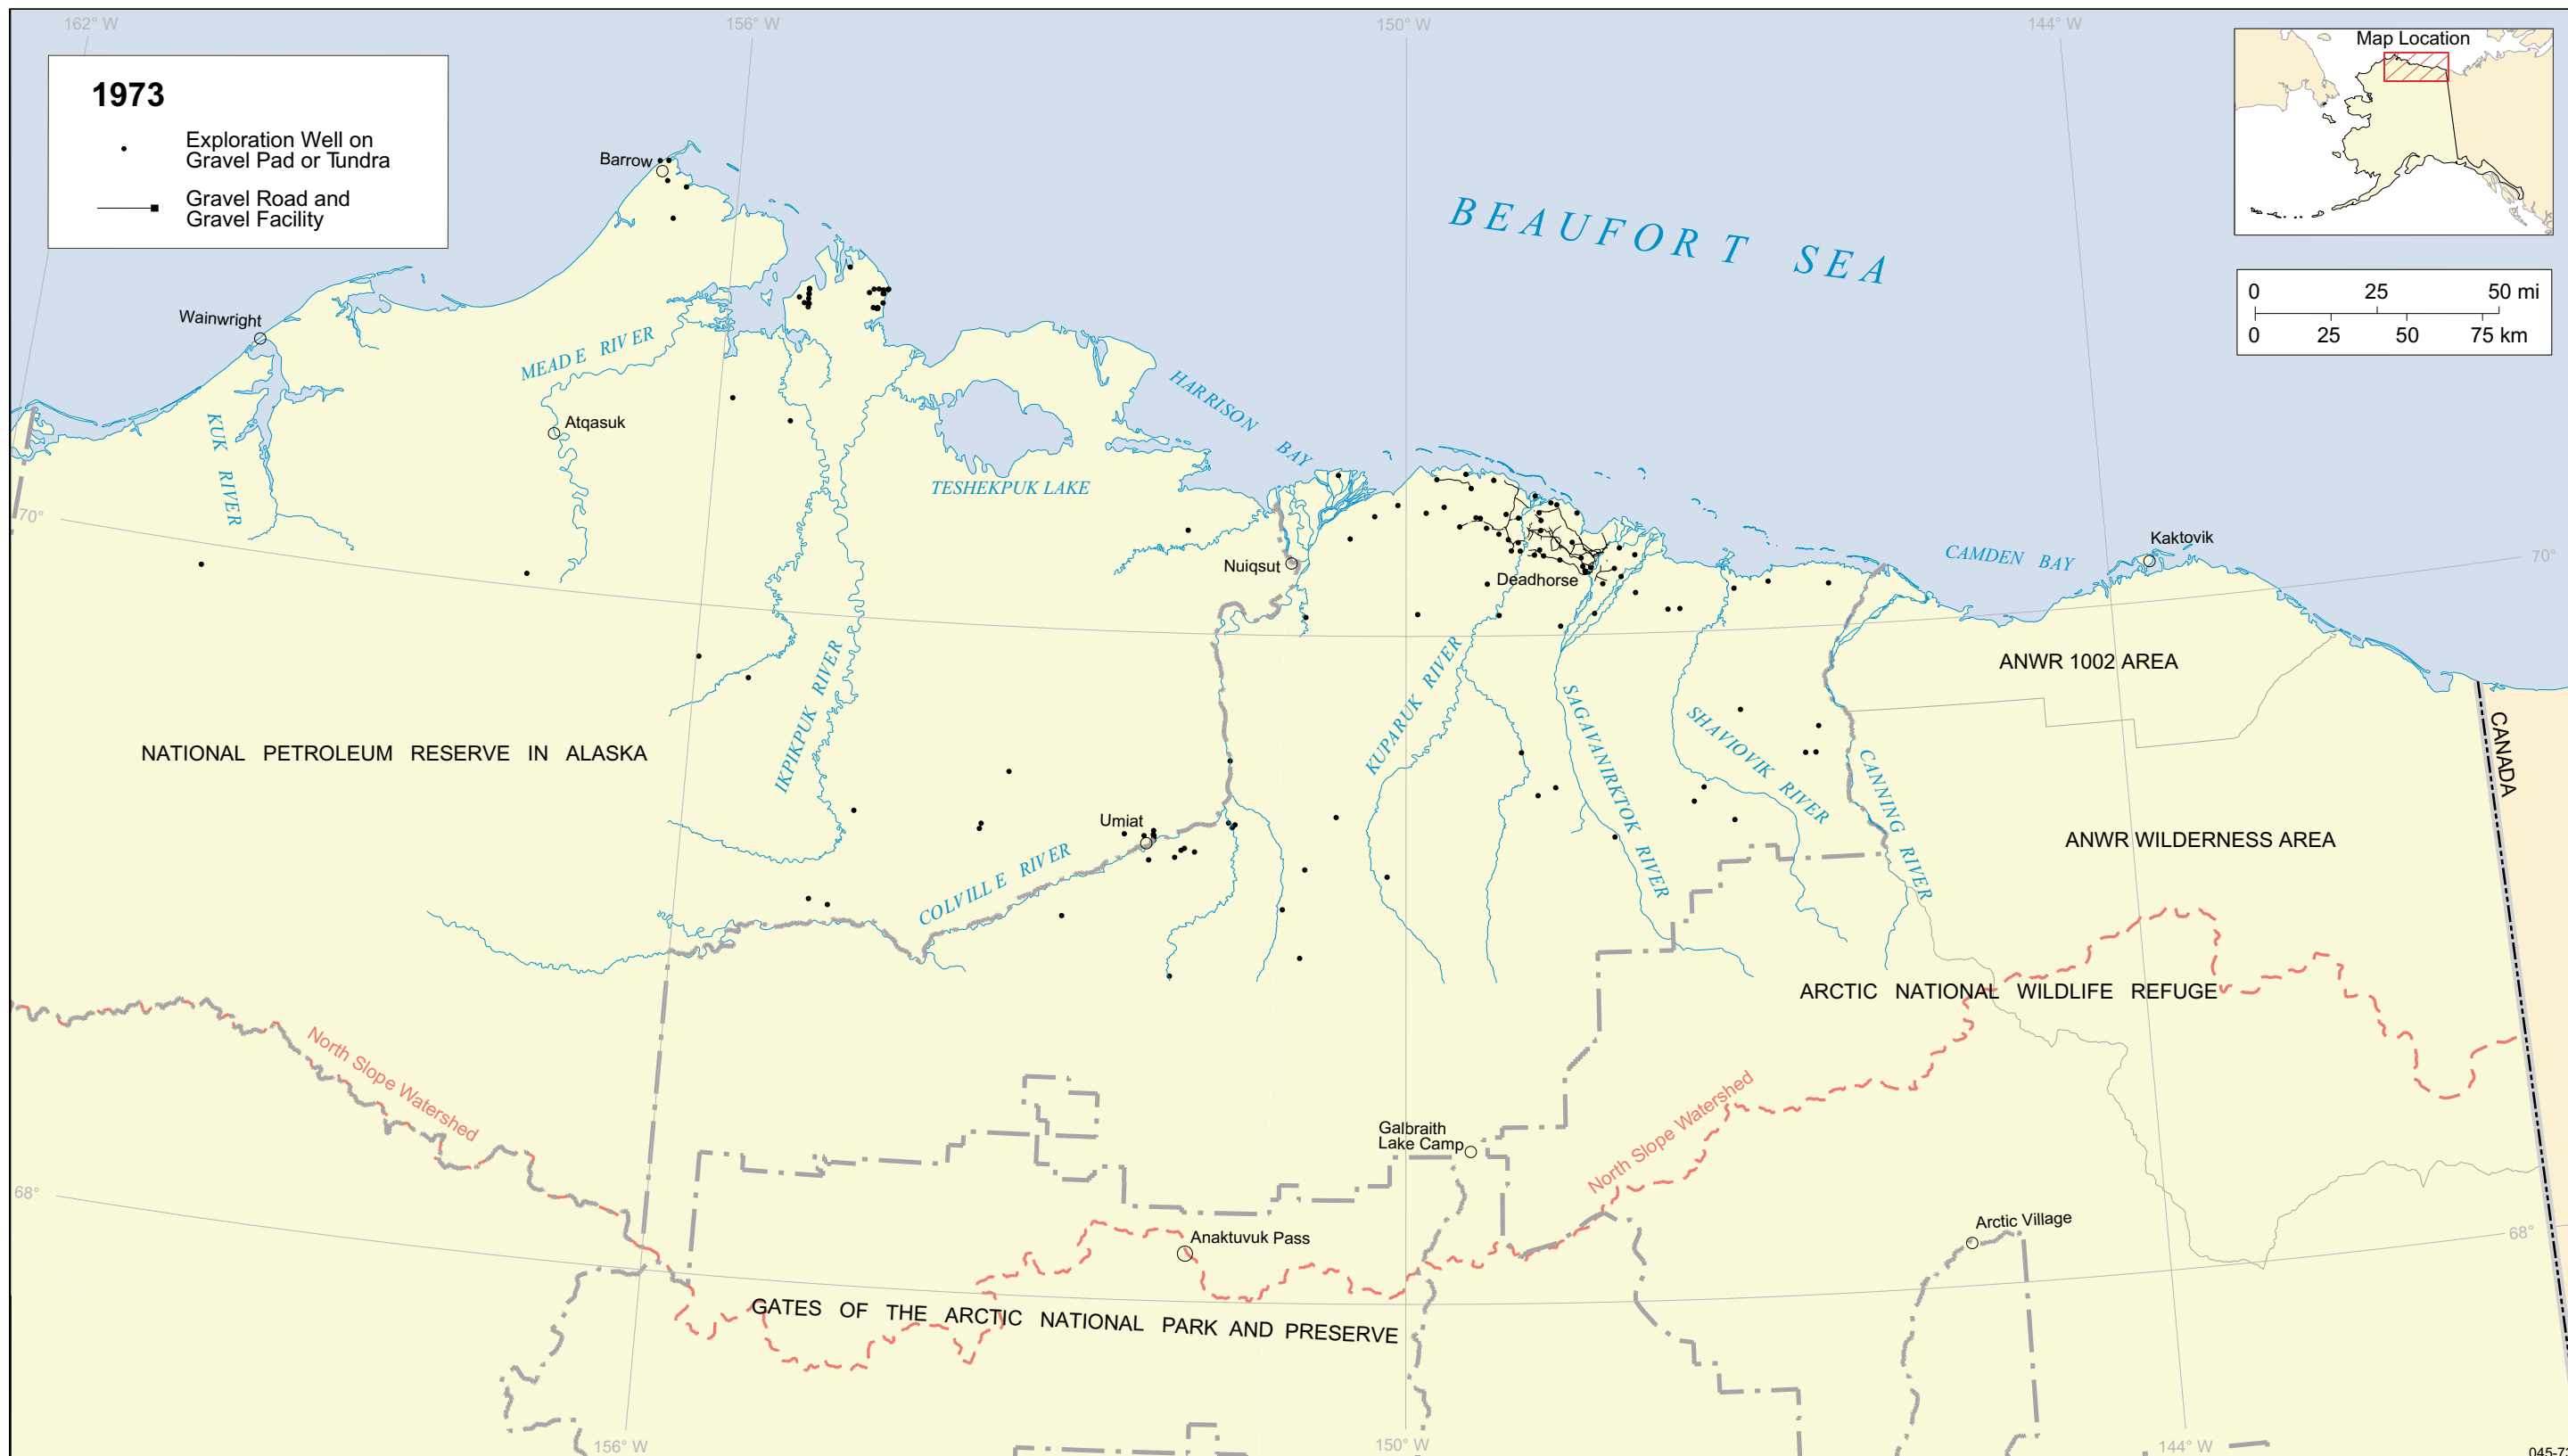 162° W
156° W
150° W
144° W
1973
Exploration Well on
Gravel Pad or Tundra
Gravel Road and
Gravel Facility
Map Location
0 25 50 mi
0 25 50 75 km
Barrow
BEAUFORT SEA
Wainwright
MEADE RIVER
HARRISON BAY
KUK RIVER
Atqasuk
TESHEKPUK LAKE
70°
Nuiqsut
Deadhorse
CAMDEN BAY
Kaktovik
70°
ANWR 1002 AREA
IKPIKPUK RIVER
KUPARUK RIVER
SAGAVANIRKTOK RIVER
SHAVIOVIK RIVER
CANNING RIVER
CANADA
NATIONAL PETROLEUM RESERVE IN ALASKA
Umiat
COLVILLE RIVER
ANWR WILDERNESS AREA
ARCTIC NATIONAL WILDLIFE REFUGE
North Slope Watershed
North Slope Watershed
Galbraith
Lake Camp
68°
Anaktuvuk Pass
Arctic Village
68°
GATES OF THE ARCTIC NATIONAL PARK AND PRESERVE
156° W
150° W
144° W